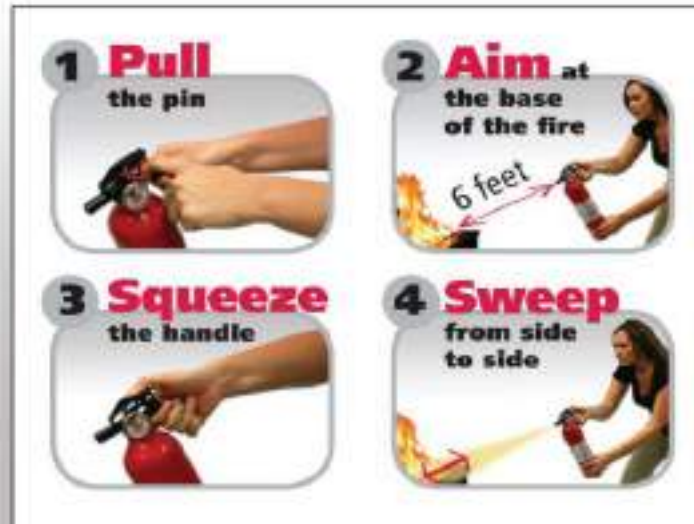 1 Pull
the pin
2 Aim at
the base
of the fire
6 feet
3 Squeeze
the handle
4 Sweep
from side
to side